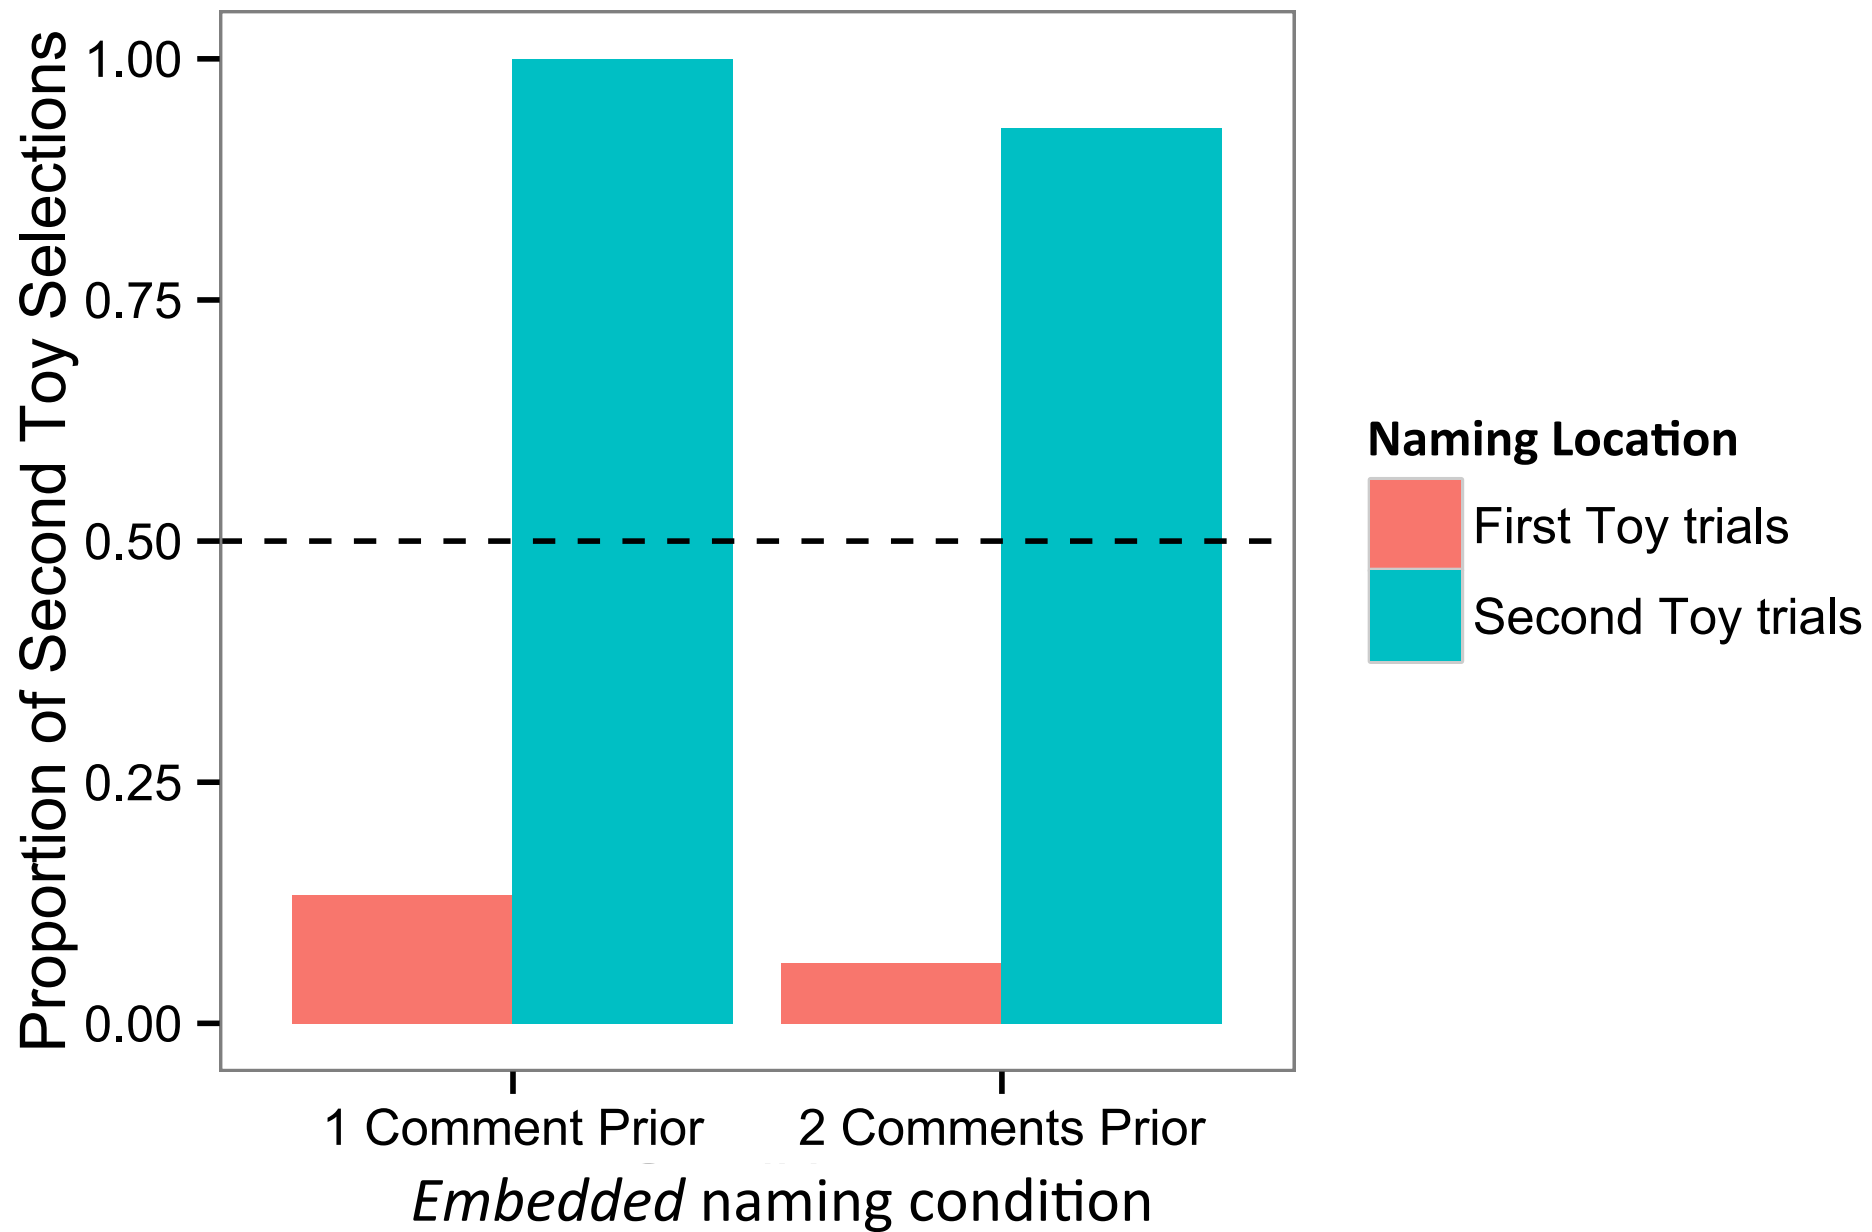 Proportion of Second Toy Selections
1.00
0.75
0.50
0.25
0.00
1 Comment Prior
2 Comments Prior
Embedded naming condition
Naming Location
First Toy trials
Second Toy trials